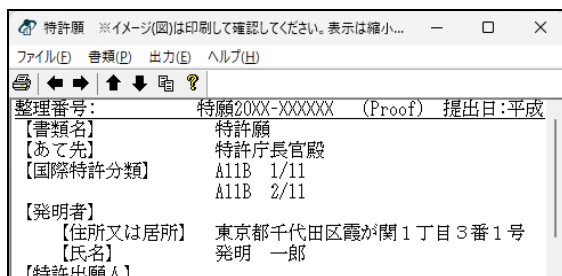 特許願　※イメージ(図)は印刷して確認してください。表示は縮小...
ファイル(F)　書類(P)　出力(E)　ヘルプ(H)
整理番号:　特願20XX-XXXXXX　(Proof)　提出日:平成
【書類名】　特許願
【あて先】　特許庁長官殿
【国際特許分類】　A11B 1/11
A11B 2/11
【発明者】
【住所又は居所】　東京都千代田区霞が関１丁目３番１号
【氏名】　発明 一郎
【特許出願人】